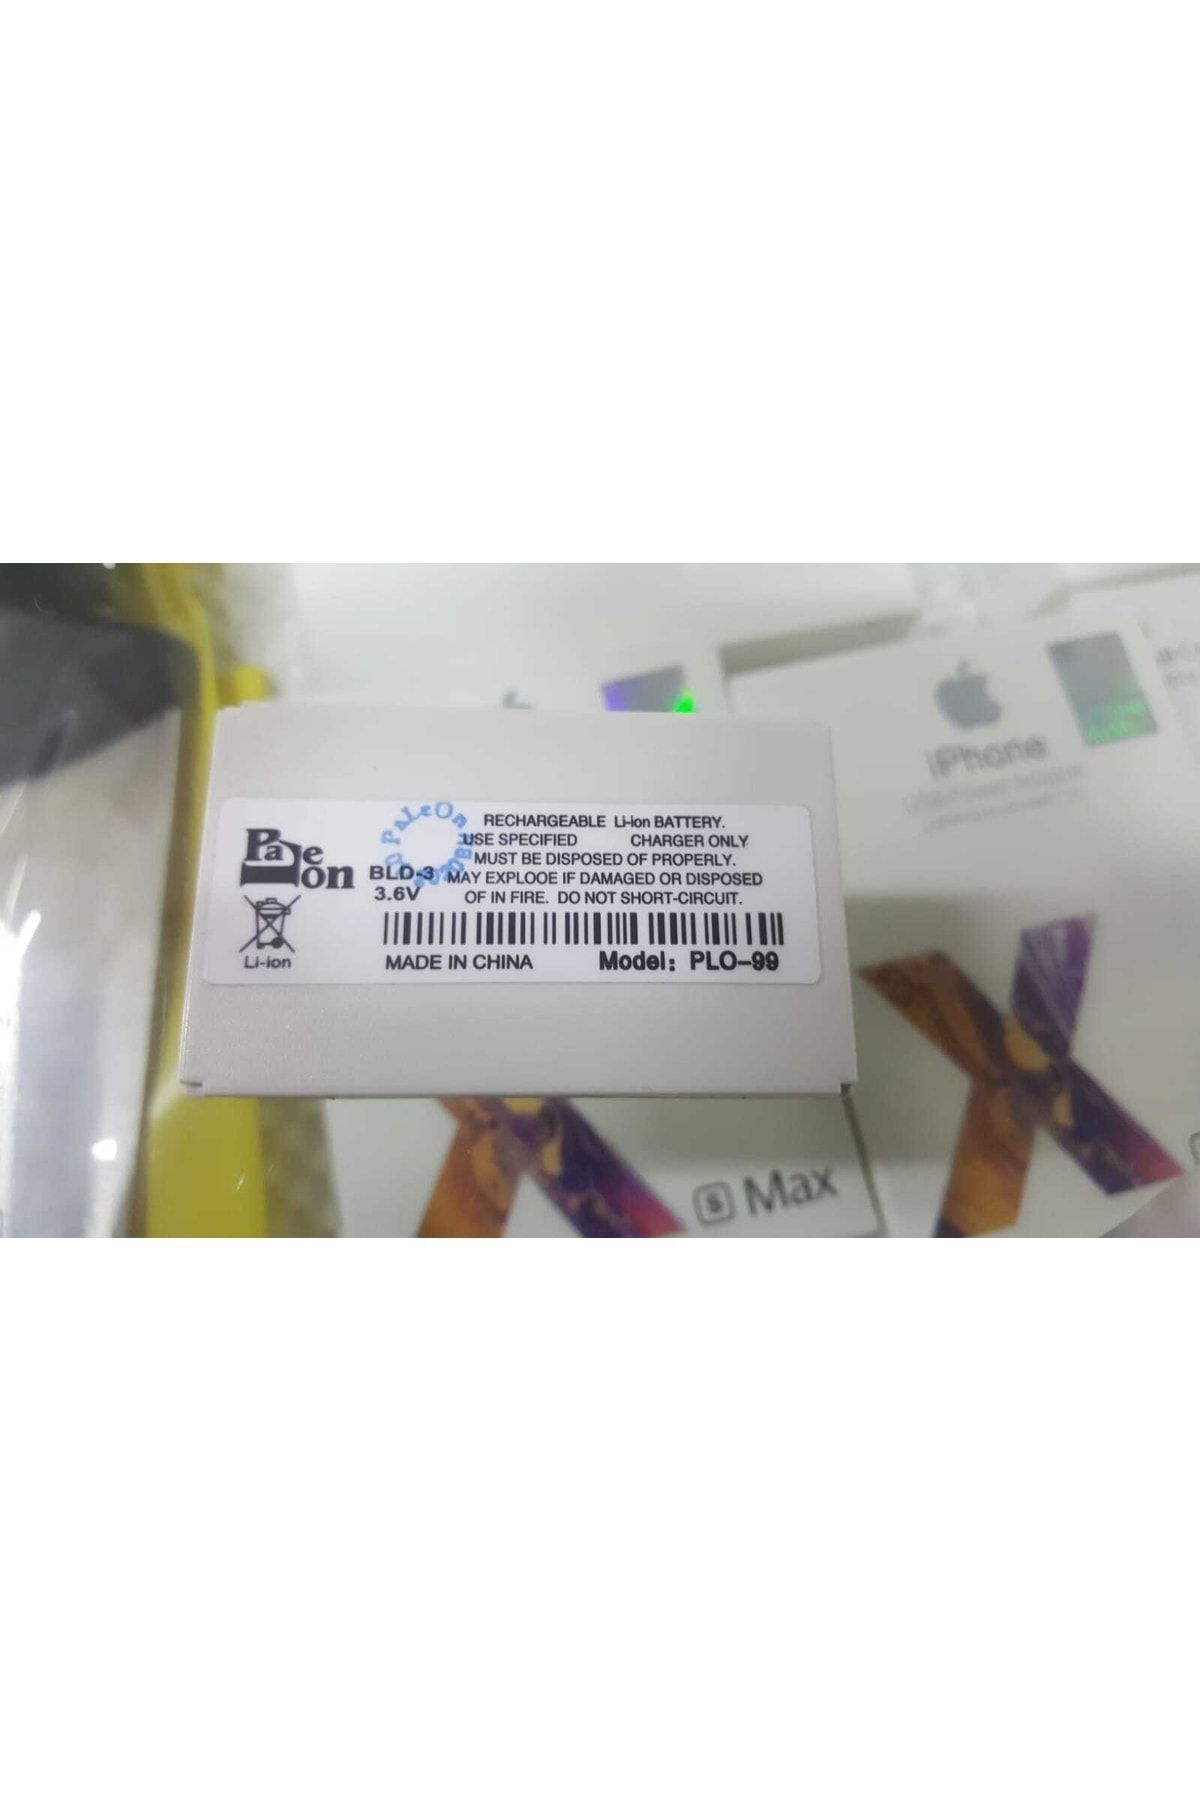 PaLeon
BLD-3
3.6V
Li-ion
PaLeOn
RECHARGEABLE Li-ion BATTERY.
USE SPECIFIED CHARGER ONLY
MUST BE DISPOSED OF PROPERLY.
MAY EXPLOOE IF DAMAGED OR DISPOSED
OF IN FIRE. DO NOT SHORT-CIRCUIT.
MADE IN CHINA Model: PLO-99
iPhone
X
S Max
X